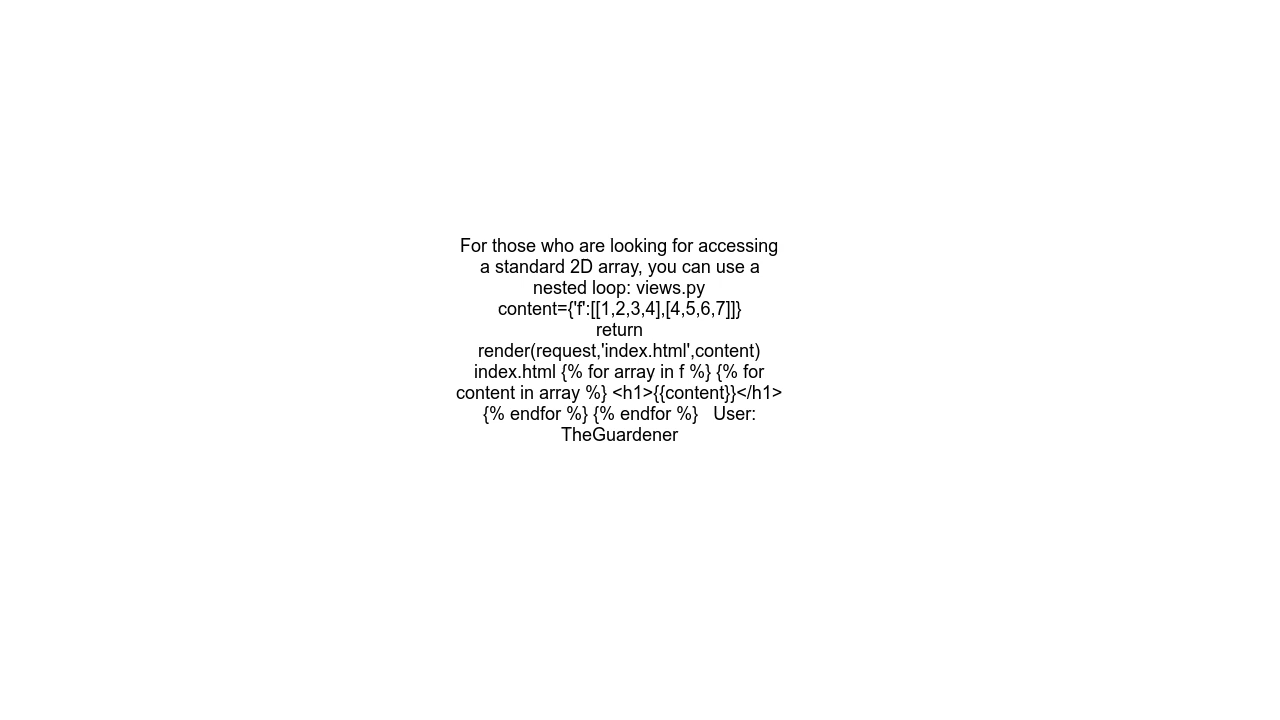 For those who are looking for accessing
a standard 2D array, you can use a
nested loop: views.py
content={'f':[[1,2,3,4],[4,5,6,7]]}
return
render(request,'index.html',content)
index.html {% for array in f %} {% for
content in array %} <h1>{{content}}</h1>
{% endfor %} {% endfor %}   User:
TheGuardener